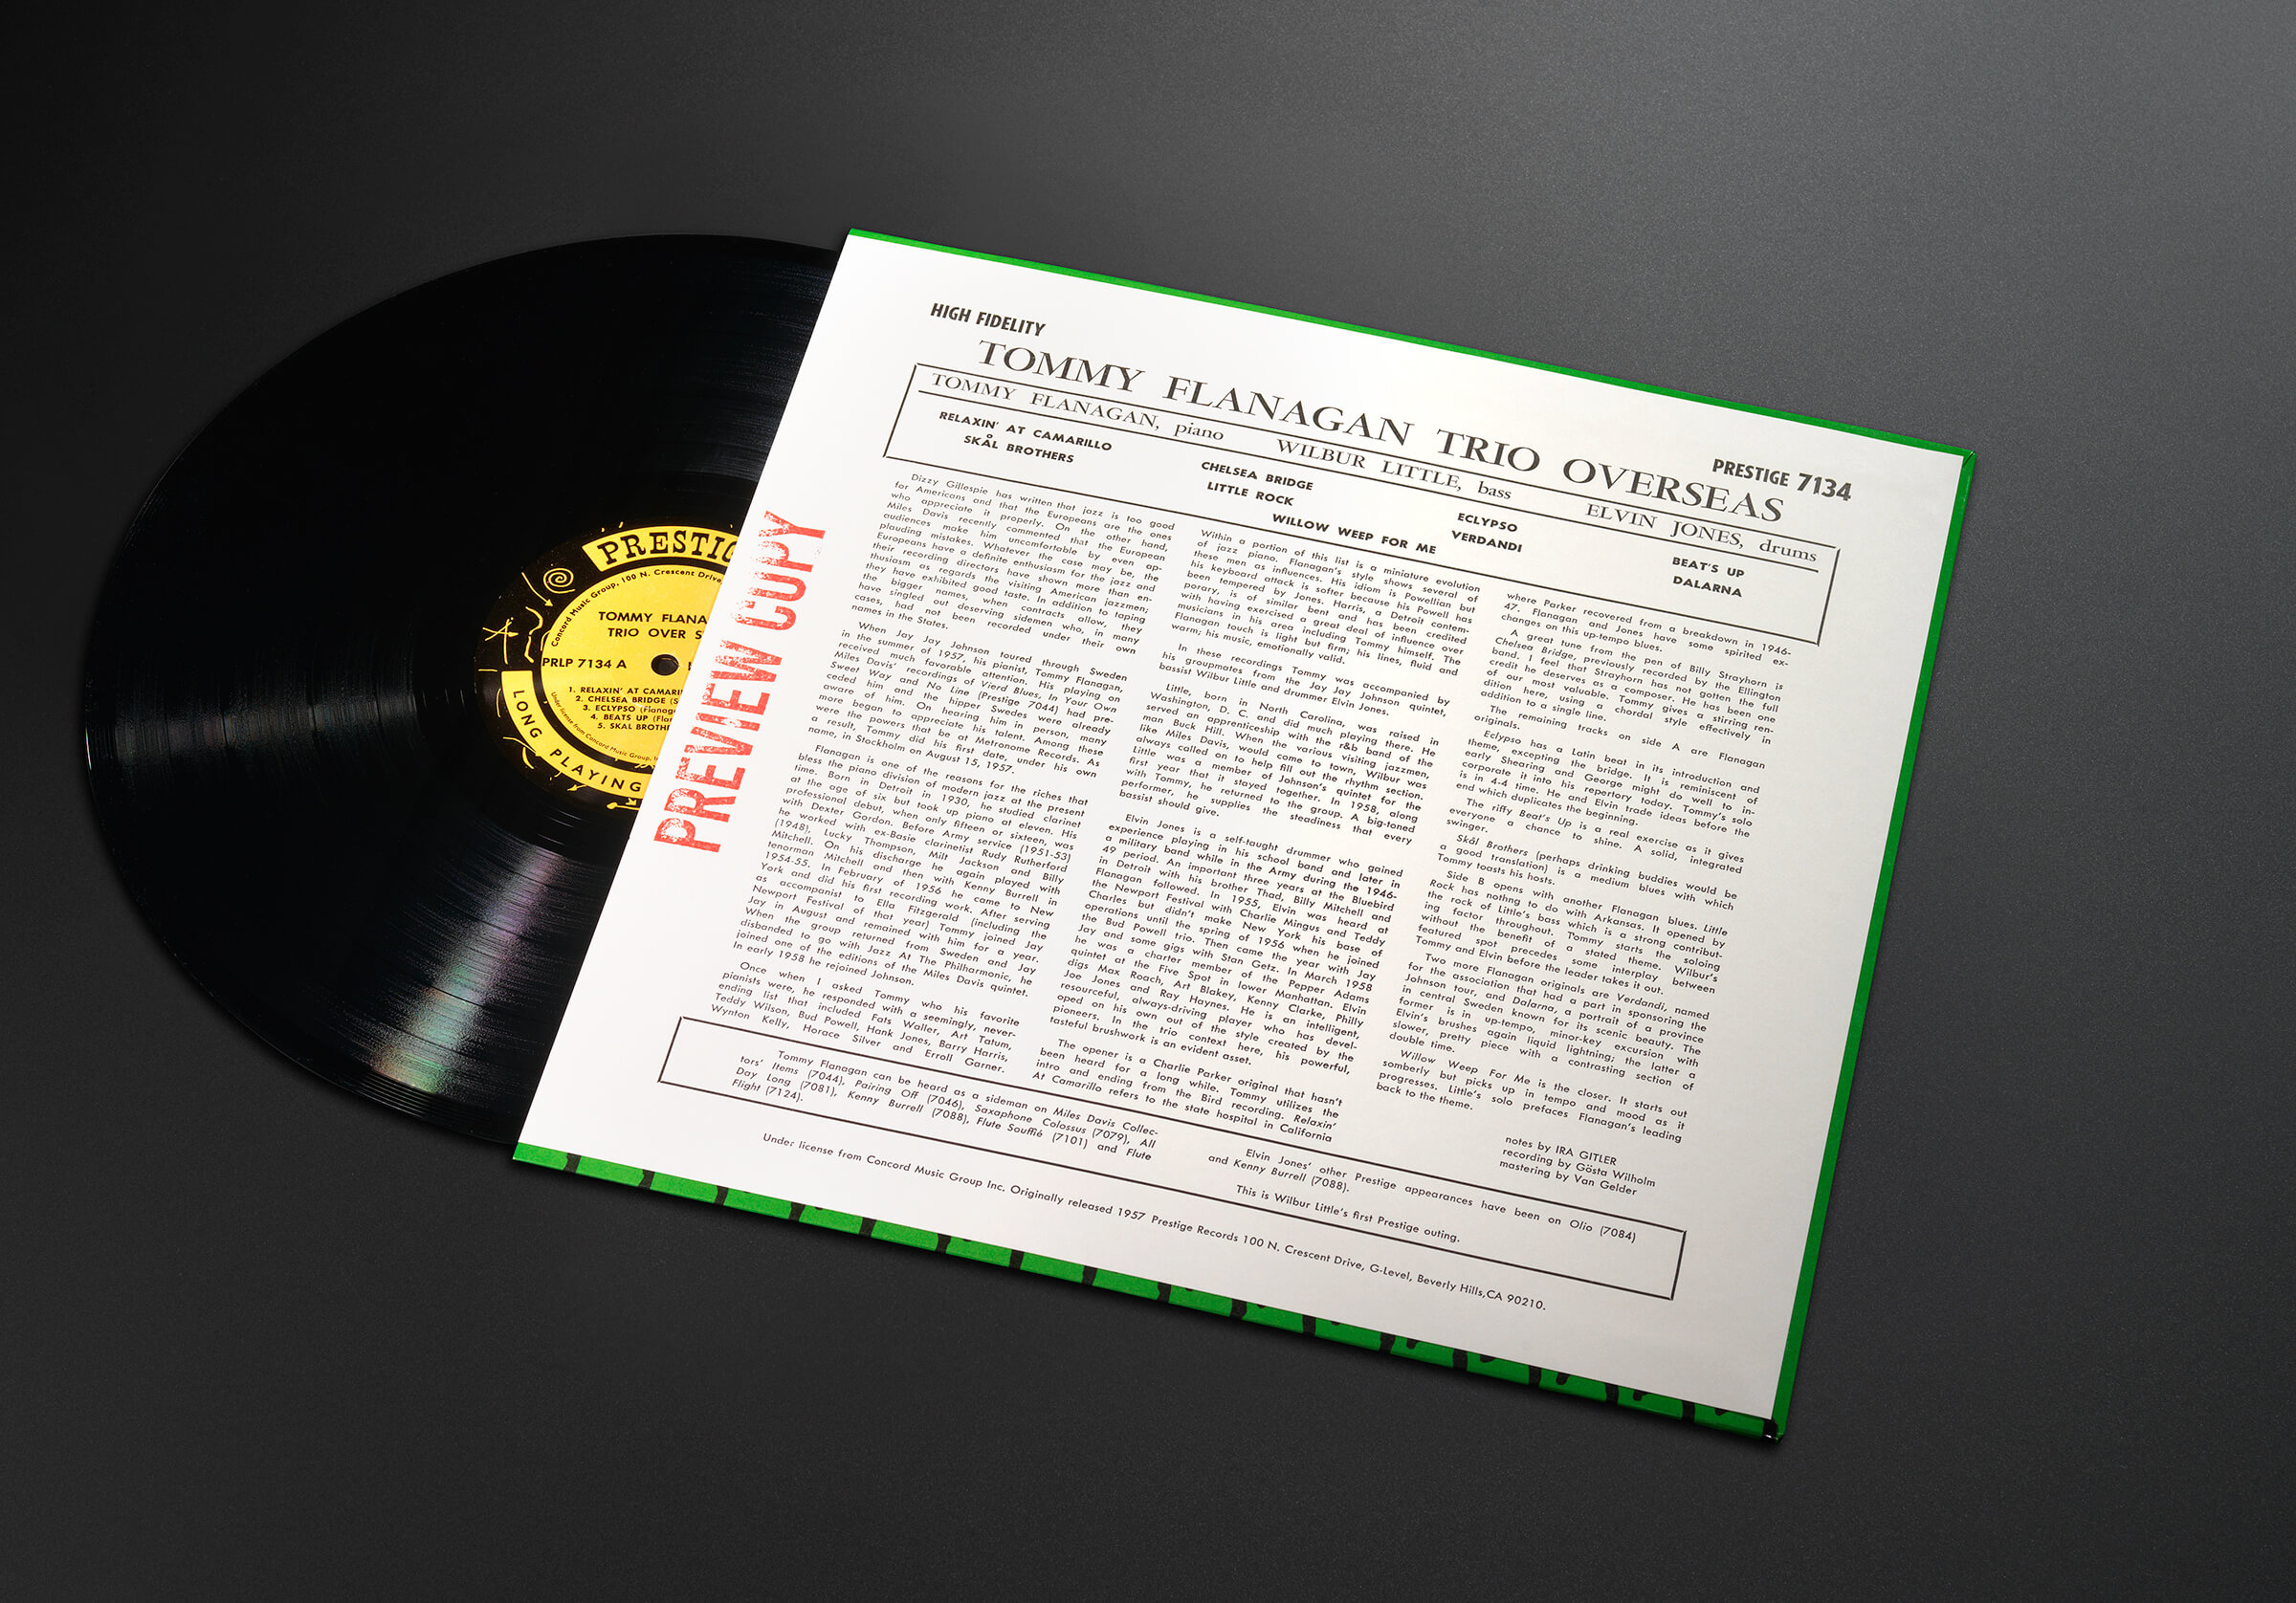 HIGH FIDELITY
PRESTIGE 7134
TOMMY FLANAGAN TRIO OVERSEAS
TOMMY FLANAGAN, piano WILBUR LITTLE, bass ELVIN JONES, drums
RELAXIN' AT CAMARILLO
SKÅL BROTHERS
CHELSEA BRIDGE
LITTLE ROCK
WILLOW WEEP FOR ME
ECLYPSO
VERDANDI
BEAT'S UP
DALARNA
Dizzy Gillespie has written that jazz is too good
for Americans and that the Europeans are the ones
who appreciate it properly. On the other hand,
Miles Davis recently commented that the European
audiences make him uncomfortable by even ap-
plauding mistakes. Whatever the case may be, the
Europeans have a definite enthusiasm for the jazz and
their recording directors have shown more than en-
thusiasm as regards the visiting American jazzmen;
they have exhibited good taste. In addition to taping
the bigger names, when contracts allow, they
have singled out deserving sidemen who, in many
cases, had not been recorded under their own
names in the States.
When Jay Jay Johnson toured through Sweden
in the summer of 1957, his pianist, Tommy Flanagan,
received much favorable attention. His playing on
Miles Davis' recordings of Vierd Blues, In Your Own
Sweet Way and No Line (Prestige 7044) had pre-
ceded him and the hipper Swedes were already
aware of him. On hearing him in person, many
more began to appreciate his talent. Among these
were the powers that be at Metronome Records. As
a result, Tommy did his first date, under his own
name, in Stockholm on August 15, 1957.
Flanagan is one of the reasons for the riches that
bless the piano division of modern jazz at the present
time. Born in Detroit in 1930, he studied clarinet
at the age of six but took up piano at eleven. His
professional debut, when only fifteen or sixteen, was
with Dexter Gordon. Before Army service (1951-53)
he worked with ex-Basie clarinetist Rudy Rutherford
(1948), Lucky Thompson, Milt Jackson and Billy
Mitchell. On his discharge he again played with
tenorman Mitchell and then with Kenny Burrell in
1954-55. In February of 1956 he came to New
York and did his first recording work. After serving
as accompanist to Ella Fitzgerald (including the
Newport Festival of that year) Tommy joined Jay
Jay in August and remained with him for a year.
When the group returned from Sweden and Jay
disbanded to go with Jazz At The Philharmonic, he
joined one of the editions of the Miles Davis quintet.
In early 1958 he rejoined Johnson.
Once when I asked Tommy who his favorite
pianists were, he responded with a seemingly, never-
ending list that included Fats Waller, Art Tatum,
Teddy Wilson, Bud Powell, Hank Jones, Barry Harris,
Wynton Kelly, Horace Silver and Erroll Garner.
Within a portion of this list is a miniature evolution
of jazz piano. Flanagan's style shows several of
these men as influences. His idiom is Powellian but
his keyboard attack is softer because his Powell has
been tempered by Jones. Harris, a Detroit contem-
porary, is of similar bent and has been credited
with having exercised a great deal of influence over
musicians in his area including Tommy himself. The
Flanagan touch is light but firm; his lines, fluid and
warm; his music, emotionally valid.
In these recordings Tommy was accompanied by
his groupmates from the Jay Jay Johnson quintet,
bassist Wilbur Little and drummer Elvin Jones.
Little, born in North Carolina, was raised in
Washington, D. C. and did much playing there. He
served an apprenticeship with the r&b band of the
man Buck Hill. When the various visiting jazzmen,
like Miles Davis, would come to town, Wilbur was
always called on to help fill out the rhythm section.
Little was a member of Johnson's quintet for the
first year that it stayed together. In 1958, along
with Tommy, he returned to the group. A big-toned
performer, he supplies the steadiness that every
bassist should give.
Elvin Jones is a self-taught drummer who gained
experience playing in his school band and later in
a military band while in the Army during the 1946-
49 period. An important three years at the Bluebird
in Detroit with his brother Thad, Billy Mitchell and
Flanagan followed. In 1955, Elvin was heard at
the Newport Festival with Charlie Mingus and Teddy
Charles but didn't make New York his base of
operations until the spring of 1956 when he joined
the Bud Powell trio. Then came the year with Jay
Jay and some gigs with Stan Getz. In March 1958
he was a charter member of the Pepper Adams
quintet at the Five Spot in lower Manhattan. Elvin
digs Max Roach, Art Blakey, Kenny Clarke, Philly
Joe Jones and Ray Haynes. He is an intelligent,
resourceful, always-driving player who has devel-
oped on his own out of the style created by the
pioneers. In the trio context here, his powerful,
tasteful brushwork is an evident asset.
The opener is a Charlie Parker original that hasn't
been heard for a long while. Tommy utilizes the
intro and ending from the Bird recording. Relaxin'
At Camarillo refers to the state hospital in California
where Parker recovered from a breakdown in 1946-
47. Flanagan and Jones have some spirited ex-
changes on this up-tempo blues.
A great tune from the pen of Billy Strayhorn is
Chelsea Bridge, previously recorded by the Ellington
band. I feel that Strayhorn has not gotten the full
credit he deserves as a composer. He has been one
of our most valuable. Tommy gives a stirring ren-
dition here, using a chordal style effectively in
addition to a single line.
The remaining tracks on side A are Flanagan
originals.
Eclypso has a Latin beat in its introduction and
theme, excepting the bridge. It is reminiscent of
early Shearing and George might do well to in-
corporate it into his repertory today. Tommy's solo
is in 4-4 time. He and Elvin trade ideas before the
end which duplicates the beginning.
The riffy Beat's Up is a real exercise as it gives
everyone a chance to shine. A solid, integrated
swinger.
Skål Brothers (perhaps drinking buddies would be
a good translation) is a medium blues with which
Tommy toasts his hosts.
Side B opens with another Flanagan blues. Little
Rock has nothng to do with Arkansas. It opened by
the rock of Little's bass which is a strong contribut-
ing factor throughout. Tommy starts the soloing
without the benefit of a stated theme. Wilbur's
featured spot precedes some interplay between
Tommy and Elvin before the leader takes it out.
Two more Flanagan originals are Verdandi, named
for the association that had a part in sponsoring the
Johnson tour, and Dalarna, a portrait of a province
in central Sweden known for its scenic beauty. The
former is in up-tempo, minor-key excursion with
Elvin's brushes again liquid lightning; the latter a
slower, pretty piece with a contrasting section of
double time.
Willow Weep For Me is the closer. It starts out
somberly but picks up in tempo and mood as it
progresses. Little's solo prefaces Flanagan's leading
back to the theme.
notes by IRA GITLER
recording by Gösta Wilholm
mastering by Van Gelder
Tommy Flanagan can be heard as a sideman on Miles Davis Collec-
tors' Items (7044), Pairing Off (7046), Saxophone Colossus (7079), All
Day Long (7081), Kenny Burrell (7088), Flute Soufflé (7101) and Flute
Flight (7124).
Elvin Jones' other Prestige appearances have been on Olio (7084)
and Kenny Burrell (7088).
This is Wilbur Little's first Prestige outing.
Under license from Concord Music Group Inc. Originally released 1957 Prestige Records 100 N. Crescent Drive, G-Level, Beverly Hills,CA 90210.
PREVIEW COPY
PRESTIG
Concord Music Group, 100 N. Crescent Drive,
TOMMY FLANA
TRIO OVER S
PRLP 7134 A
1. RELAXIN' AT CAMARI
2. CHELSEA BRIDGE (S
3. ECLYPSO (Flanag
4. BEATS UP (Fla
5. SKAL BROTHE
Under license from Concord Music Group,
LONG PLAYING